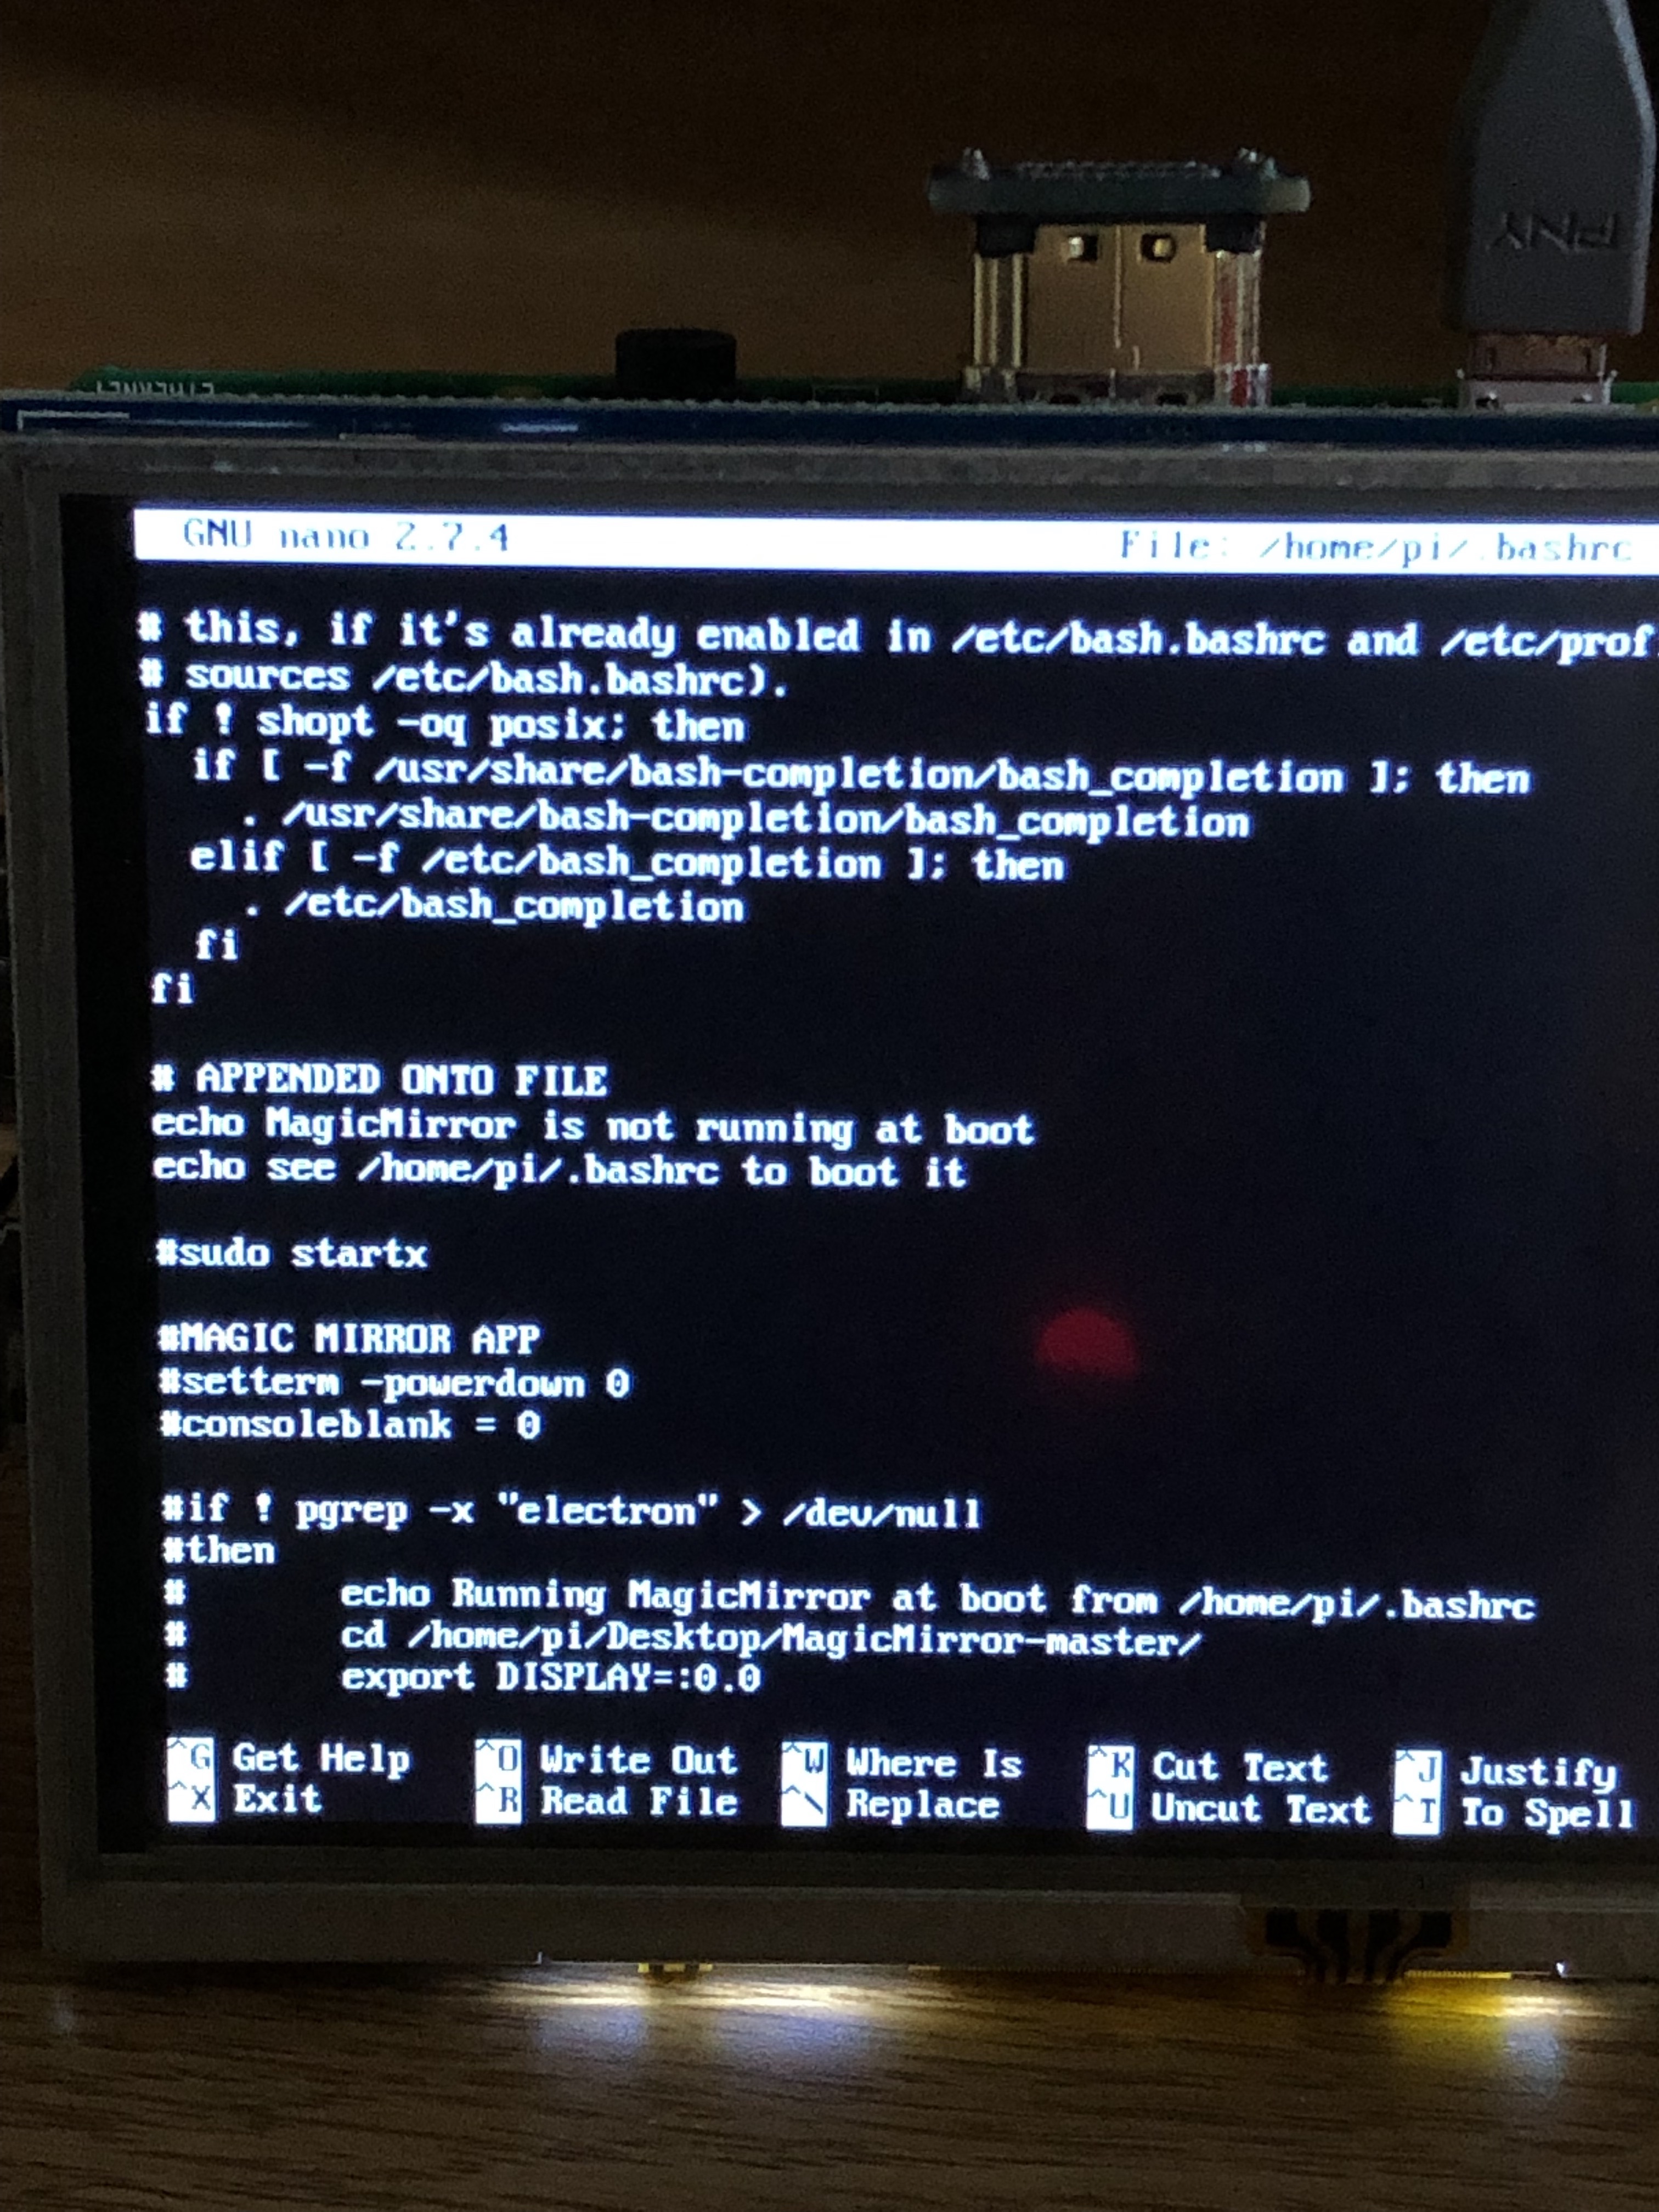 PNY
ETHERNET
GNU nano 2.7.4 File: /home/pi/.bashrc
# this, if it's already enabled in /etc/bash.bashrc and /etc/prof
# sources /etc/bash.bashrc).
if ! shopt -oq posix; then
  if [ -f /usr/share/bash-completion/bash_completion ]; then
    . /usr/share/bash-completion/bash_completion
  elif [ -f /etc/bash_completion ]; then
    . /etc/bash_completion
  fi
fi
# APPENDED ONTO FILE
echo MagicMirror is not running at boot
echo see /home/pi/.bashrc to boot it
#sudo startx
#MAGIC MIRROR APP
#setterm -powerdown 0
#consoleblank = 0
#if ! pgrep -x "electron" > /dev/null
#then
#       echo Running MagicMirror at boot from /home/pi/.bashrc
#       cd /home/pi/Desktop/MagicMirror-master/
#       export DISPLAY=:0.0
^G Get Help ^O Write Out ^W Where Is ^K Cut Text ^J Justify
^X Exit ^R Read File ^\ Replace ^U Uncut Text ^T To Spell